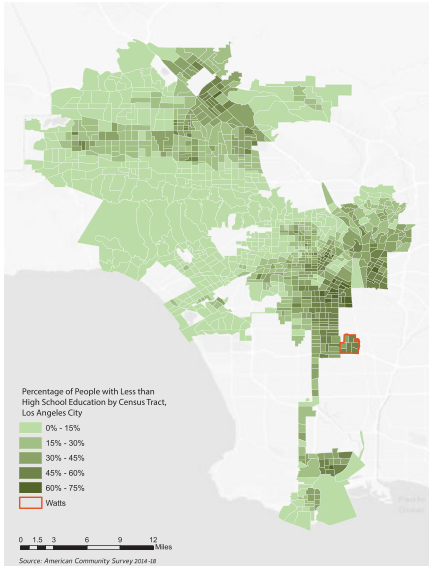 Percentage of People with Less than
High School Education by Census Tract,
Los Angeles City
0% - 15%
15% - 30%
30% - 45%
45% - 60%
60% - 75%
Watts
0 1.5 3 6 9 12
Miles
Source: American Community Survey 2014-18